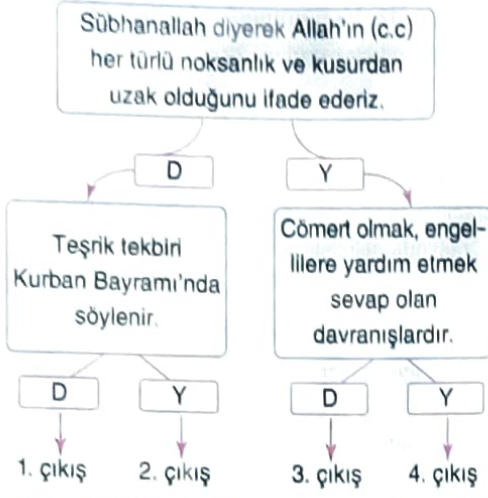 Sübhanallah diyerek Allah'ın (c.c)
her türlü noksanlık ve kusurdan
uzak olduğunu ifade ederiz.
D
Y
Teşrik tekbiri
Kurban Bayramı'nda
söylenir.
Cömert olmak, engel-
lilere yardım etmek
sevap olan
davranışlardır.
D
Y
D
Y
1. çıkış
2. çıkış
3. çıkış
4. çıkış